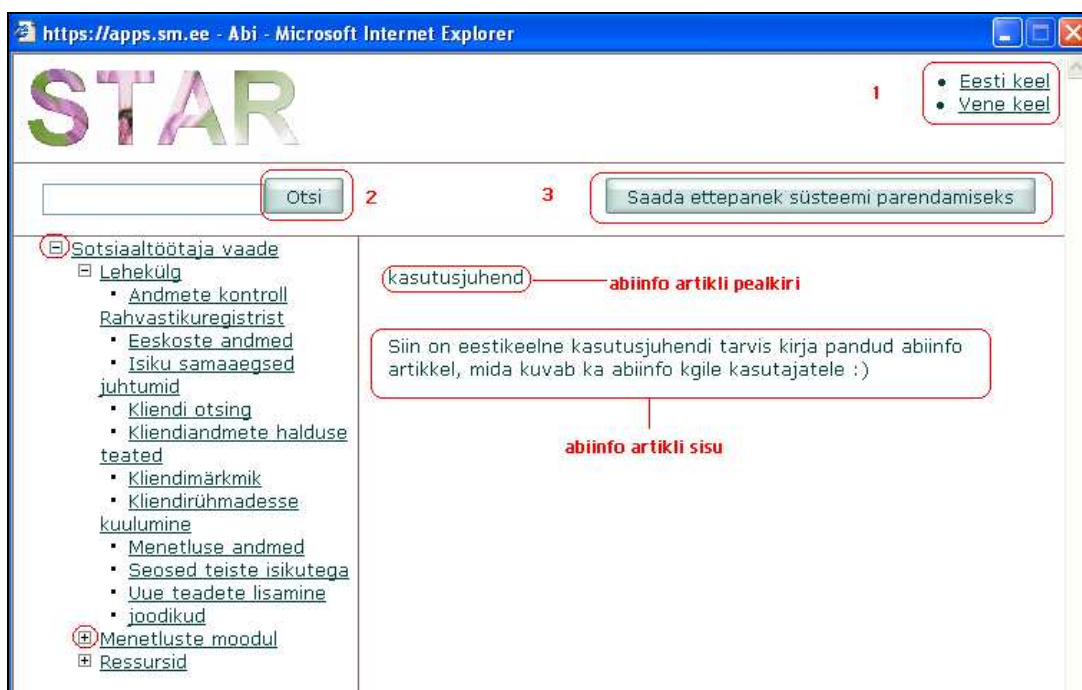 https://apps.sm.ee - Abi - Microsoft Internet Explorer
STAR
1
• Eesti keel
• Vene keel
Otsi
2
3
Saada ettepanek süsteemi parendamiseks
Sotsiaaltöötaja vaade
Lehekülg
Andmete kontroll
Rahvastikuregistrist
Eeskoste andmed
Isiku samaaegsed
juhtumid
Kliendi otsing
Kliendiandmete halduse
teated
Kliendimärkmik
Kliendirühmadesse
kuulumine
Menetluse andmed
Seosed teiste isikutega
Uue teadete lisamine
joodikud
Menetluste moodul
Ressursid
kasutusjuhend
abiinfo artikli pealkiri
Siin on eestikeelne kasutusjuhendi tarvis kirja pandud abiinfo
artikkel, mida kuvab ka abiinfo kgile kasutajatele :)
abiinfo artikli sisu